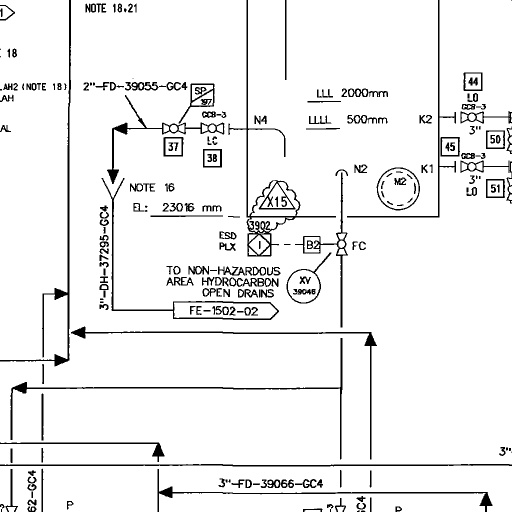 NOTE 18.21
18
LAH2 (NOTE 18)
LAH
AL
2"-FD-39055-GC4
SP
397
GCB-3
37
LC
38
N4
LLL 2000mm
LLLL 500mm
44
LO
GCB-3
K2
3"
50
45
GCB-3
K1
3"
LO
51
N2
M2
NOTE 16
EL: 23016 mm
X15
3902
ESD
PLX
I
B2
FC
3"-DH-37295-GC4
TO NON-HAZARDOUS
AREA HYDROCARBON
OPEN DRAINS
XV
39046
FE-1502-02
3"
3"-FD-39066-GC4
62-GC4
P
GC4
P